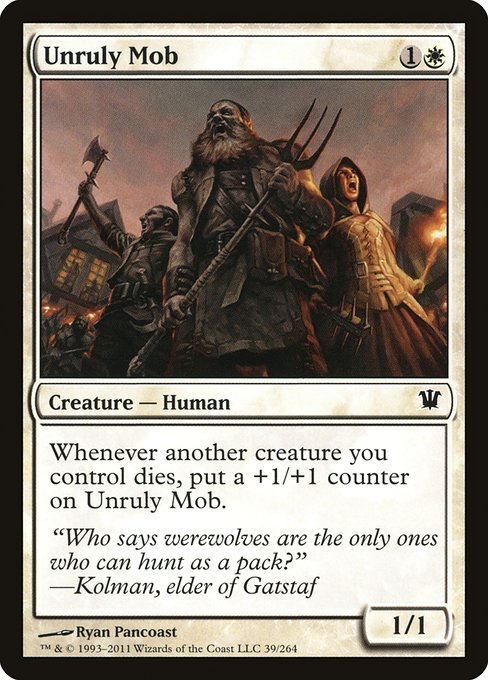 Unruly Mob 1
Creature — Human
Whenever another creature you
control dies, put a +1/+1 counter
on Unruly Mob.
“Who says werewolves are the only ones
who can hunt as a pack?”
—Kolman, elder of Gatstaf
1/1
Ryan Pancoast
™ & © 1993–2011 Wizards of the Coast LLC 39/264